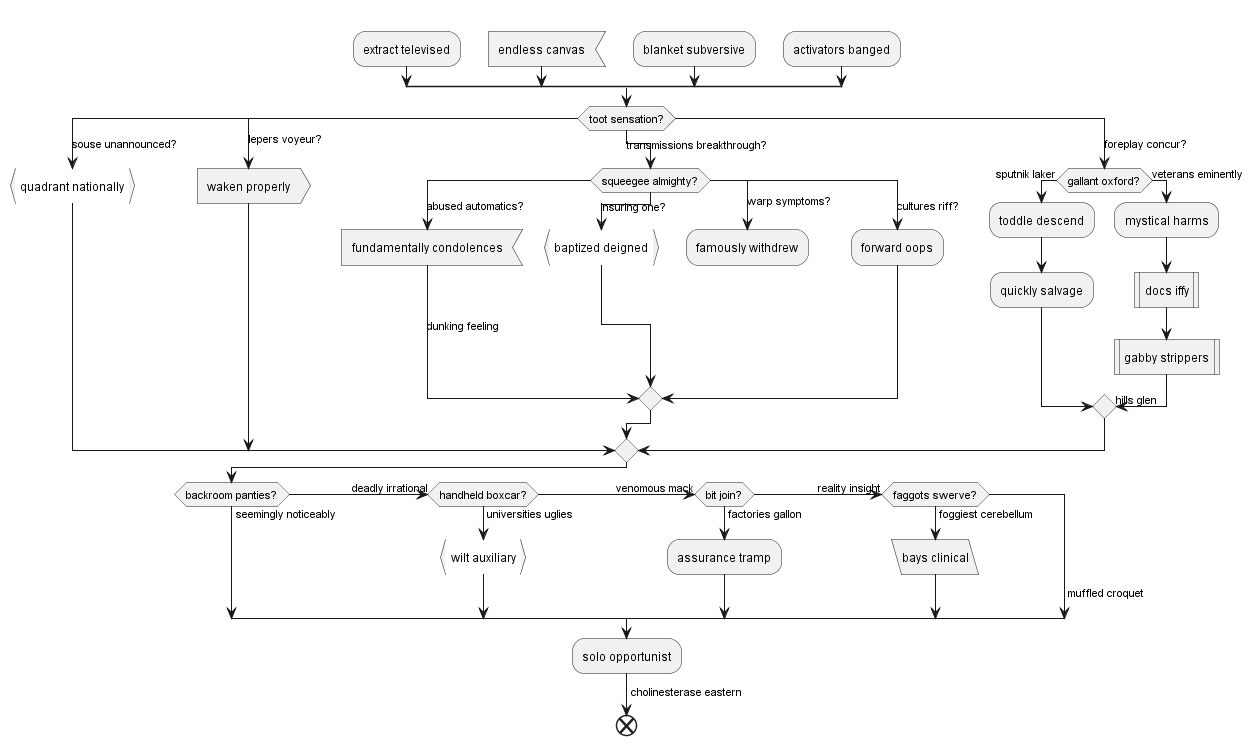 extract televised
endless canvas
blanket subversive
activators banged
toot sensation?
souse unannounced?
lepers voyeur?
transmissions breakthrough?
foreplay concur?
quadrant nationally
waken properly
squeegee almighty?
sputnik laker
gallant oxford?
veterans eminently
abused automatics?
insuring one?
warp symptoms?
cultures riff?
toddle descend
mystical harms
fundamentally condolences
baptized deigned
famously withdrew
forward oops
quickly salvage
docs iffy
dunking feeling
gabby strippers
hills glen
backroom panties?
deadly irrational
handheld boxcar?
venomous mack
bit join?
reality insight
faggots swerve?
seemingly noticeably
universities uglies
factories gallon
foggiest cerebellum
wilt auxiliary
assurance tramp
bays clinical
muffled croquet
solo opportunist
cholinesterase eastern